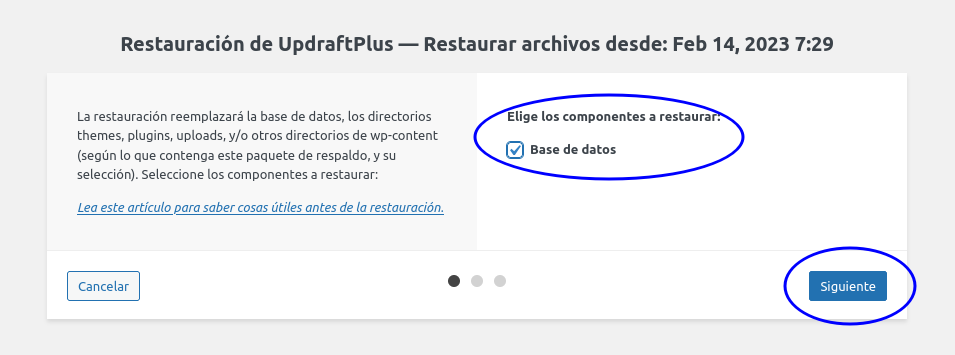 Restauración de UpdraftPlus — Restaurar archivos desde: Feb 14, 2023 7:29
La restauración reemplazará la base de datos, los directorios
themes, plugins, uploads, y/o otros directorios de wp-content
(según lo que contenga este paquete de respaldo, y su
selección). Seleccione los componentes a restaurar:
Lea este artículo para saber cosas útiles antes de la restauración.
Elige los componentes a restaurar:
Base de datos
Cancelar
Siguiente